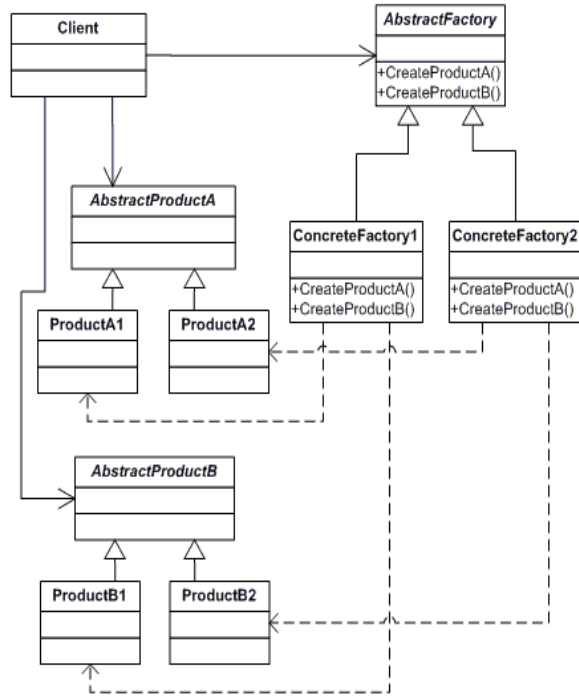 Client
AbstractFactory
+CreateProductA()
+CreateProductB()
AbstractProductA
ConcreteFactory1
+CreateProductA()
+CreateProductB()
ConcreteFactory2
+CreateProductA()
+CreateProductB()
ProductA1
ProductA2
AbstractProductB
ProductB1
ProductB2